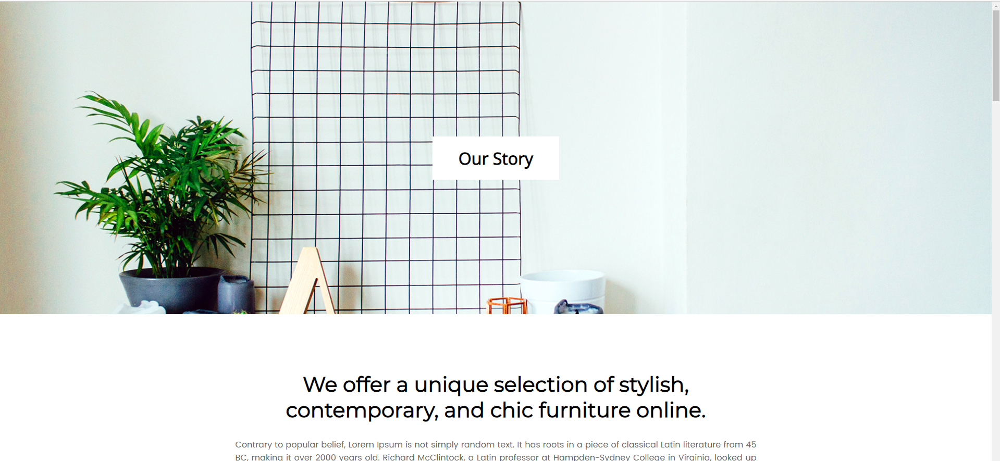 Our Story
We offer a unique selection of stylish,
contemporary, and chic furniture online.
Contrary to popular belief, Lorem Ipsum is not simply random text. It has roots in a piece of classical Latin literature from 45
BC, making it over 2000 years old. Richard McClintock, a Latin professor at Hampden-Sydney College in Virginia, looked up